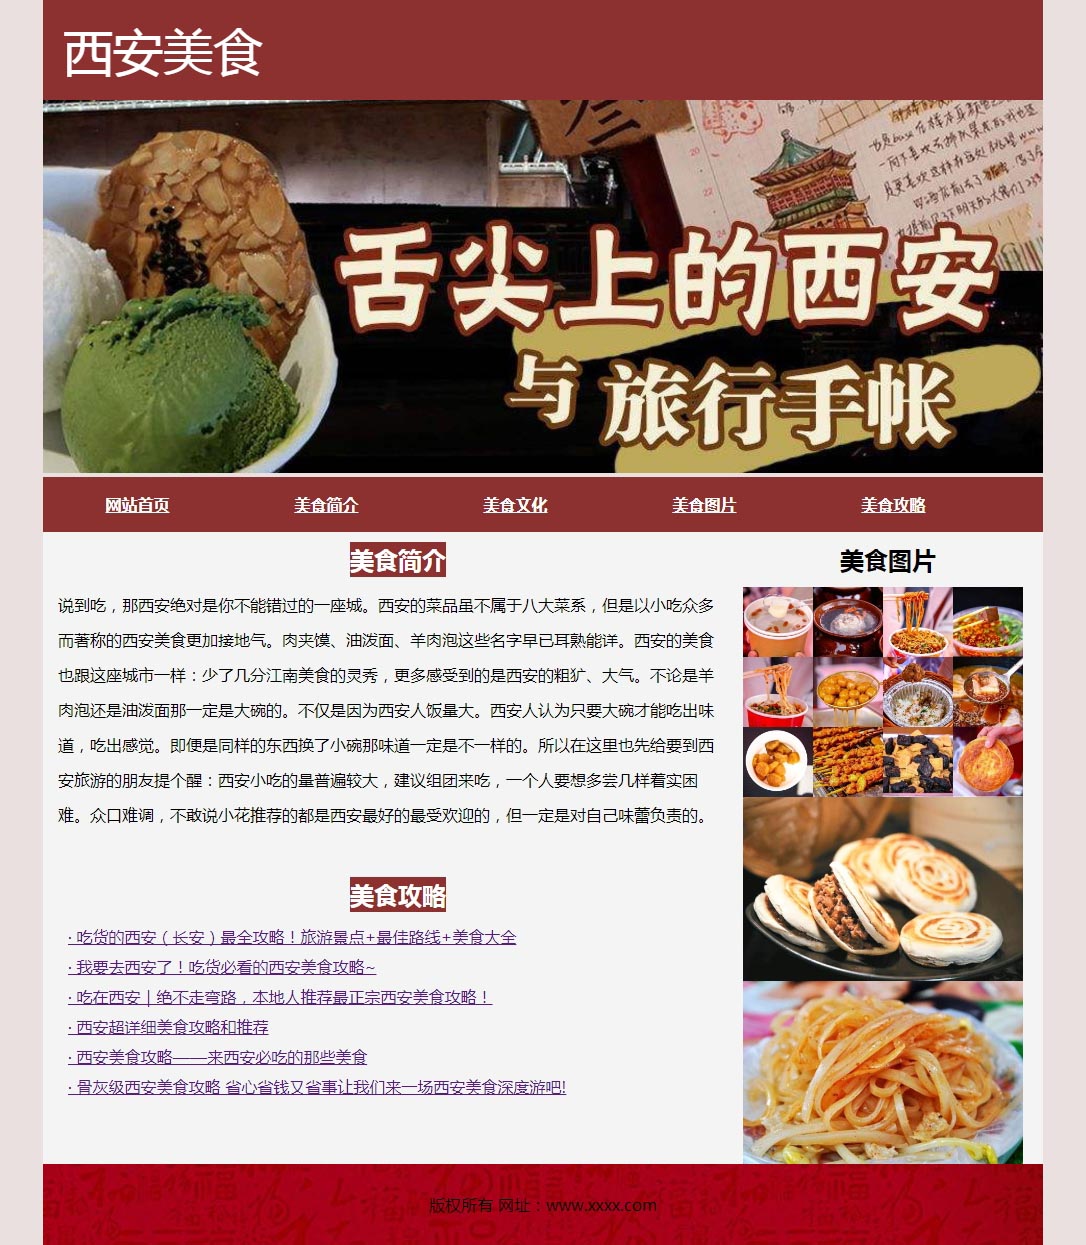 西安美食
舌尖上的西安
与 旅行手帐
网站首页 美食简介 美食文化 美食图片 美食攻略
美食简介
说到吃，那西安绝对是你不能错过的一座城。西安的菜品虽不属于八大菜系，但是以小吃众多
而著称的西安美食更加接地气。肉夹馍、油泼面、羊肉泡这些名字早已耳熟能详。西安的美食
也跟这座城市一样：少了几分江南美食的灵秀，更多感受到的是西安的粗犷、大气。不论是羊
肉泡还是油泼面那一定是大碗的。不仅是因为西安人饭量大。西安人认为只要大碗才能吃出味
道，吃出感觉。即便是同样的东西换了小碗那味道一定是不一样的。所以在这里也先给要到西
安旅游的朋友提个醒：西安小吃的量普遍较大，建议组团来吃，一个人要想多尝几样着实困
难。众口难调，不敢说小花推荐的都是西安最好的最受欢迎的，但一定是对自己味蕾负责的。
美食攻略
· 吃货的西安（长安）最全攻略！旅游景点+最佳路线+美食大全
· 我要去西安了！吃货必看的西安美食攻略~
· 吃在西安 | 绝不走弯路，本地人推荐最正宗西安美食攻略！
· 西安超详细美食攻略和推荐
· 西安美食攻略——来西安必吃的那些美食
· 骨灰级西安美食攻略 省心省钱又省事让我们来一场西安美食深度游吧!
美食图片
版权所有 网址：www.xxxx.com